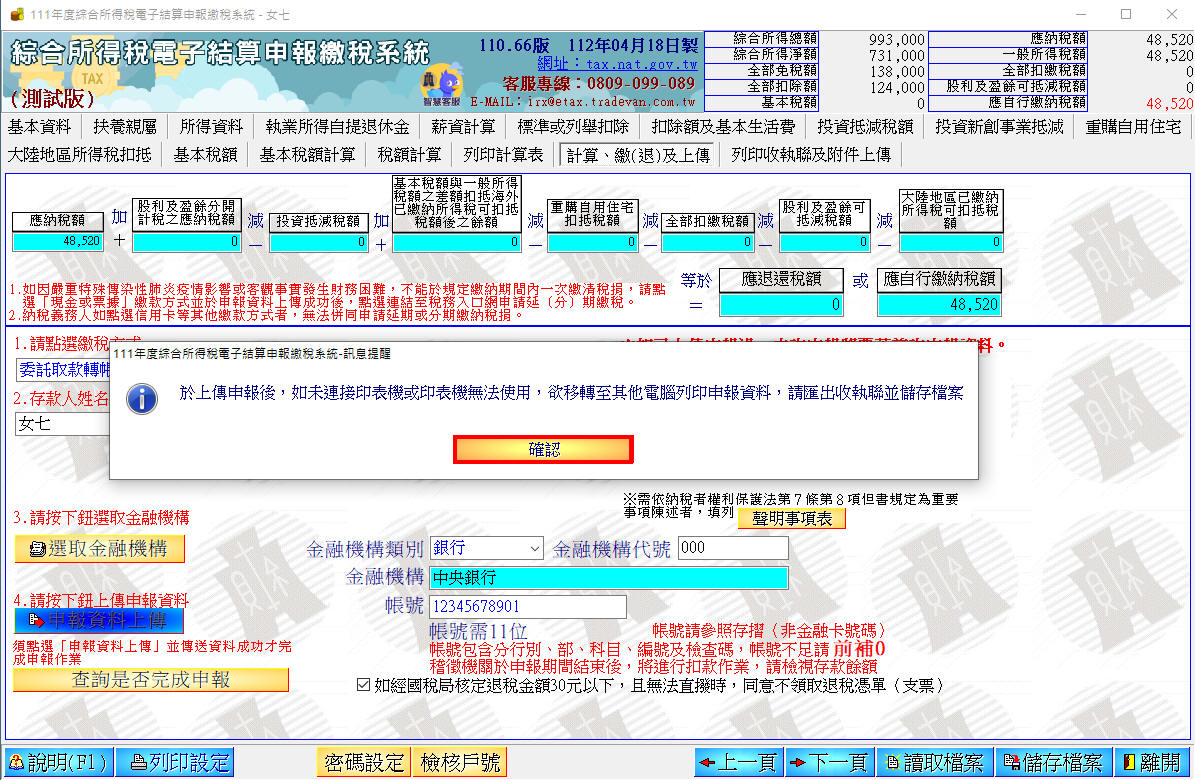 111年度綜合所得稅電子結算申報繳稅系統 - 女七
綜合所得稅電子結算申報繳稅系統
(測試版)
TAX
智慧客服
110.66版 112年04月18日製
網址：tax.nat.gov.tw
客服專線：0809-099-089
E-MAIL：irx@etax.tradevan.com.tw
綜合所得總額 993,000
綜合所得淨額 731,000
全部免稅額 138,000
全部扣除額 124,000
基本稅額 0
應納稅額 48,520
一般所得稅額 48,520
全部扣繳稅額 0
股利及盈餘可抵減稅額 0
應自行繳納稅額 48,520
基本資料 扶養親屬 所得資料 執業所得自提退休金 薪資計算 標準或列舉扣除 扣除額及基本生活費 投資抵減稅額 投資新創事業抵減 重購自用住宅
大陸地區所得稅扣抵 基本稅額 基本稅額計算 稅額計算 列印計算表 計算、繳(退)及上傳 列印收執聯及附件上傳
應納稅額
48,520
加
＋
股利及盈餘分開
計稅之應納稅額
0
減
－
投資抵減稅額
0
加
＋
基本稅額與一般所得
稅額之差額扣抵海外
已繳納所得稅可扣抵
稅額後之餘額
0
減
－
重購自用住宅
扣抵稅額
0
減
－
全部扣繳稅額
0
減
－
股利及盈餘可
抵減稅額
0
減
－
大陸地區已繳納
所得稅可扣抵稅
額
0
1.如因嚴重特殊傳染性肺炎疫情影響或客觀事實發生財務困難，不能於規定繳納期間內一次繳清稅捐，請點
選「現金或票據」繳款方式並於申報資料上傳成功後，點選連結至稅務入口網申請延（分）期繳稅。
2.納稅義務人如點選信用卡等其他繳款方式者，無法併同申請延期或分期繳納稅捐。
等於
＝
應退還稅額
0
或
應自行繳納稅額
48,520
1.請點選繳稅方式
委託取款轉帳
2.存款人姓名
女七
111年度綜合所得稅電子結算申報繳稅系統-訊息提醒
於上傳申報後，如未連接印表機或印表機無法使用，欲移轉至其他電腦列印申報資料，請匯出收執聯並儲存檔案
確認
※需依納稅者權利保護法第７條第８項但書規定為重要
事項陳述者，填列
聲明事項表
3.請按下鈕選取金融機構
選取金融機構
金融機構類別 銀行 金融機構代號 000
金融機構 中央銀行
帳號 12345678901
帳號需11位 帳號請參照存摺（非金融卡號碼）
帳號包含分行別、部、科目、編號及檢查碼，帳號不足請 前補0
稽徵機關於申報期間結束後，將進行扣款作業，請檢視存款餘額
如經國稅局核定退稅金額30元以下，且無法直撥時，同意不領取退稅憑單（支票）
4.請按下鈕上傳申報資料
申報資料上傳
須點選「申報資料上傳」並傳送資料成功才完
成申報作業
查詢是否完成申報
說明(F1) 列印設定 密碼設定 檢核戶號 上一頁 下一頁 讀取檔案 儲存檔案 離開